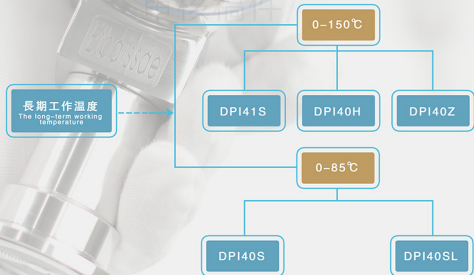 0-150℃
長期工作溫度
The long-term working
temperature
DPI41S
DPI40H
DPI40Z
0-85℃
DPI40S
DPI40SL